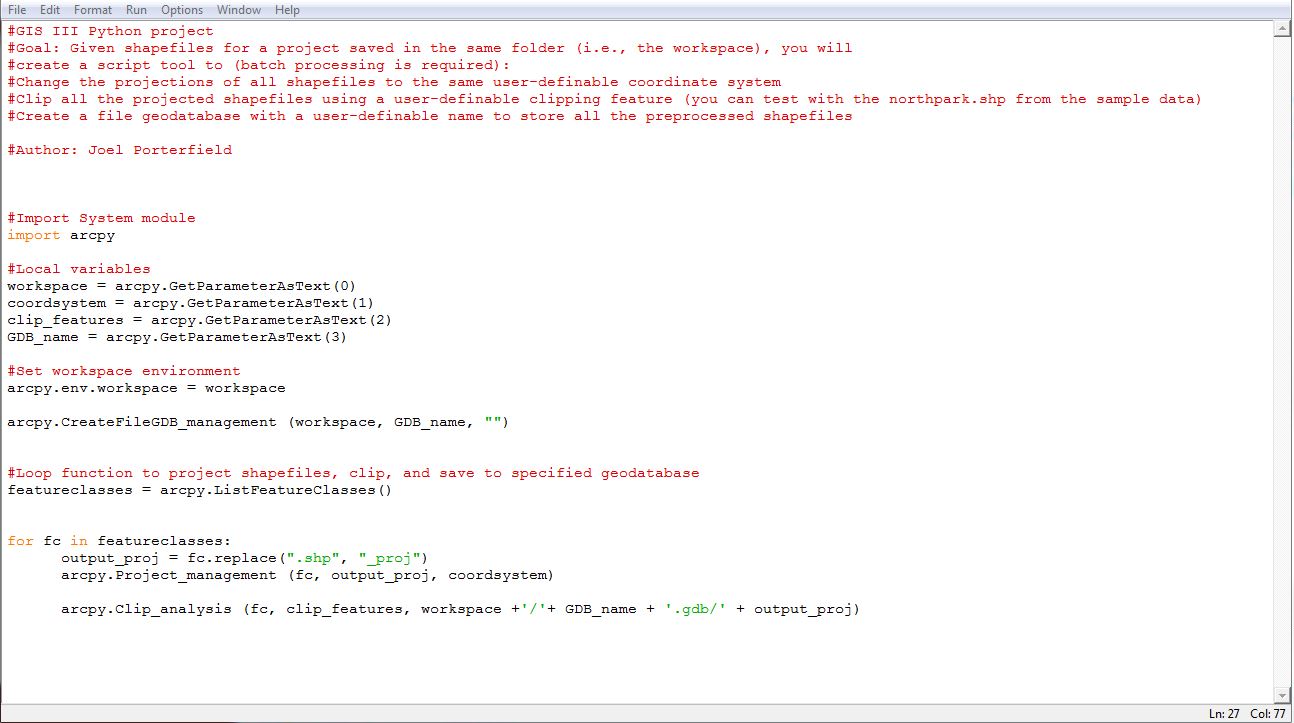 File Edit Format Run Options Window Help
#GIS III Python project
#Goal: Given shapefiles for a project saved in the same folder (i.e., the workspace), you will
#create a script tool to (batch processing is required):
#Change the projections of all shapefiles to the same user-definable coordinate system
#Clip all the projected shapefiles using a user-definable clipping feature (you can test with the northpark.shp from the sample data)
#Create a file geodatabase with a user-definable name to store all the preprocessed shapefiles
#Author: Joel Porterfield
#Import System module
import arcpy
#Local variables
workspace = arcpy.GetParameterAsText(0)
coordsystem = arcpy.GetParameterAsText(1)
clip_features = arcpy.GetParameterAsText(2)
GDB_name = arcpy.GetParameterAsText(3)
#Set workspace environment
arcpy.env.workspace = workspace
arcpy.CreateFileGDB_management (workspace, GDB_name, "")
#Loop function to project shapefiles, clip, and save to specified geodatabase
featureclasses = arcpy.ListFeatureClasses()
for fc in featureclasses:
output_proj = fc.replace(".shp", "_proj")
arcpy.Project_management (fc, output_proj, coordsystem)
arcpy.Clip_analysis (fc, clip_features, workspace +'/'+ GDB_name + '.gdb/' + output_proj)
Ln: 27 Col: 77